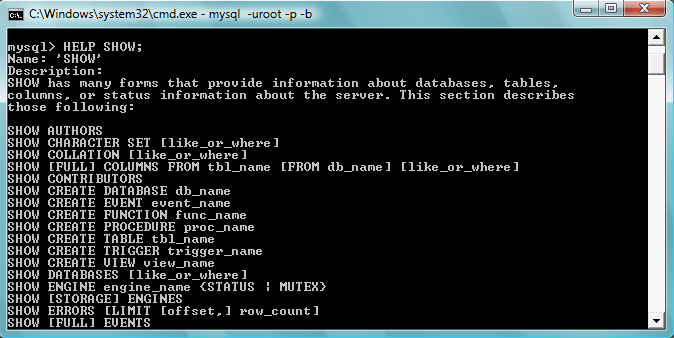 C:\Windows\system32\cmd.exe - mysql  -uroot -p -b
mysql> HELP SHOW;
Name: 'SHOW'
Description:
SHOW has many forms that provide information about databases, tables,
columns, or status information about the server. This section describes
those following:
SHOW AUTHORS
SHOW CHARACTER SET [like_or_where]
SHOW COLLATION [like_or_where]
SHOW [FULL] COLUMNS FROM tbl_name [FROM db_name] [like_or_where]
SHOW CONTRIBUTORS
SHOW CREATE DATABASE db_name
SHOW CREATE EVENT event_name
SHOW CREATE FUNCTION func_name
SHOW CREATE PROCEDURE proc_name
SHOW CREATE TABLE tbl_name
SHOW CREATE TRIGGER trigger_name
SHOW CREATE VIEW view_name
SHOW DATABASES [like_or_where]
SHOW ENGINE engine_name {STATUS | MUTEX}
SHOW [STORAGE] ENGINES
SHOW ERRORS [LIMIT [offset,] row_count]
SHOW [FULL] EVENTS